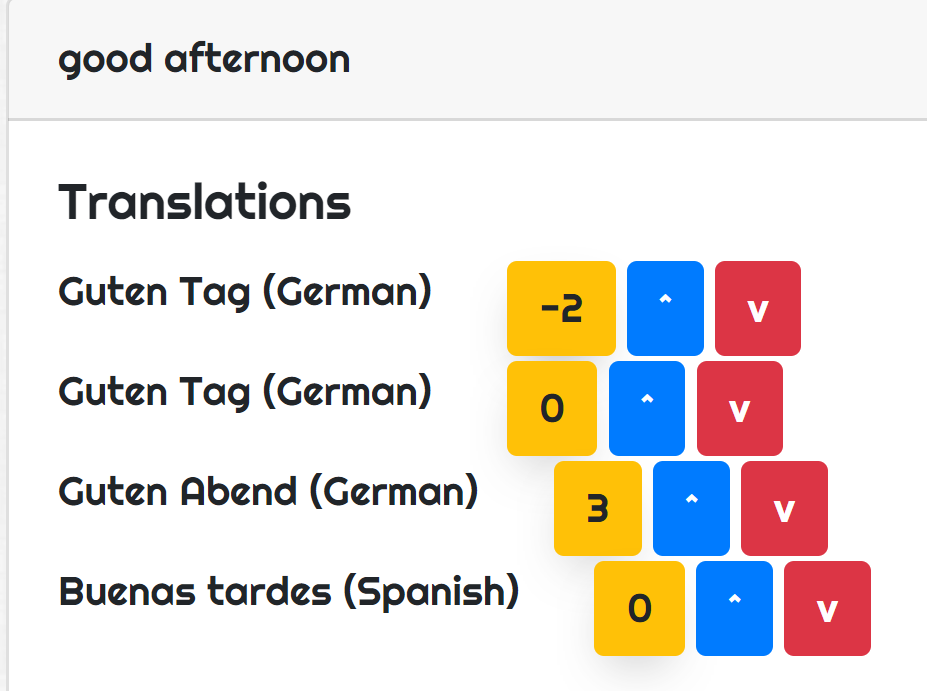 good afternoon
Translations
Guten Tag (German) -2 ^ v
Guten Tag (German) 0 ^ v
Guten Abend (German) 3 ^ v
Buenas tardes (Spanish) 0 ^ v